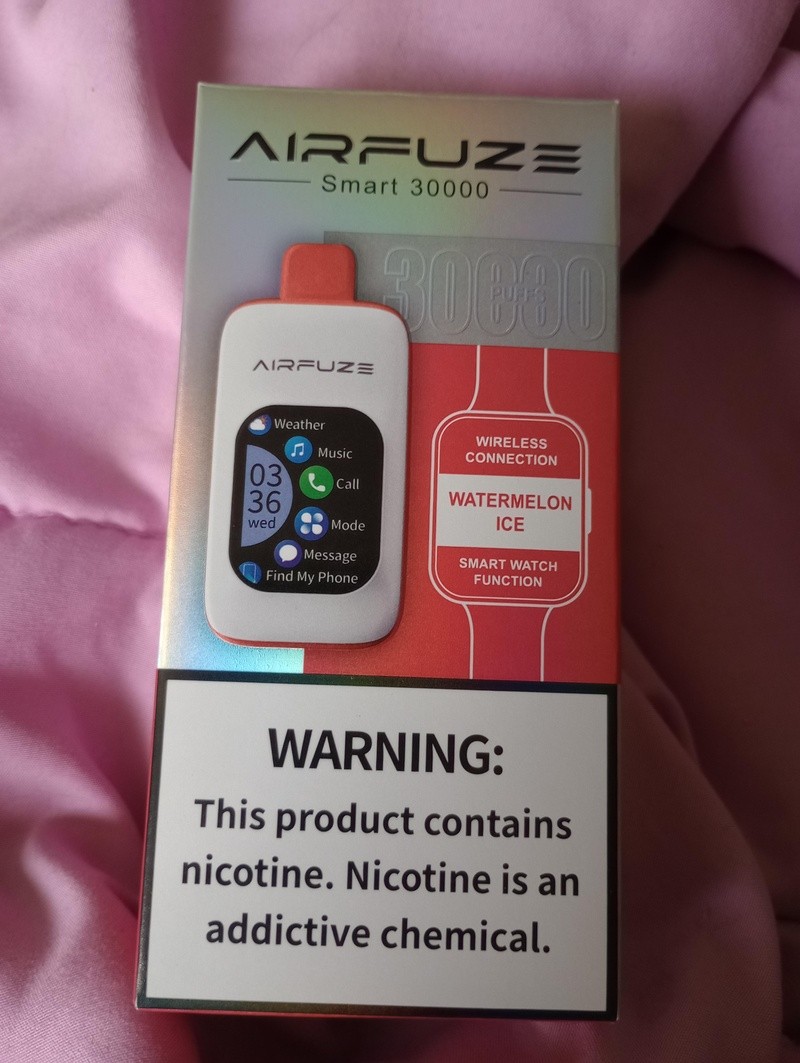 AIRFUZE
Smart 30000
30000
PUFFS
AIRFUZE
Weather
Music
03
36
wed
Call
Mode
Message
Find My Phone
WIRELESS
CONNECTION
WATERMELON
ICE
SMART WATCH
FUNCTION
WARNING:
This product contains
nicotine. Nicotine is an
addictive chemical.